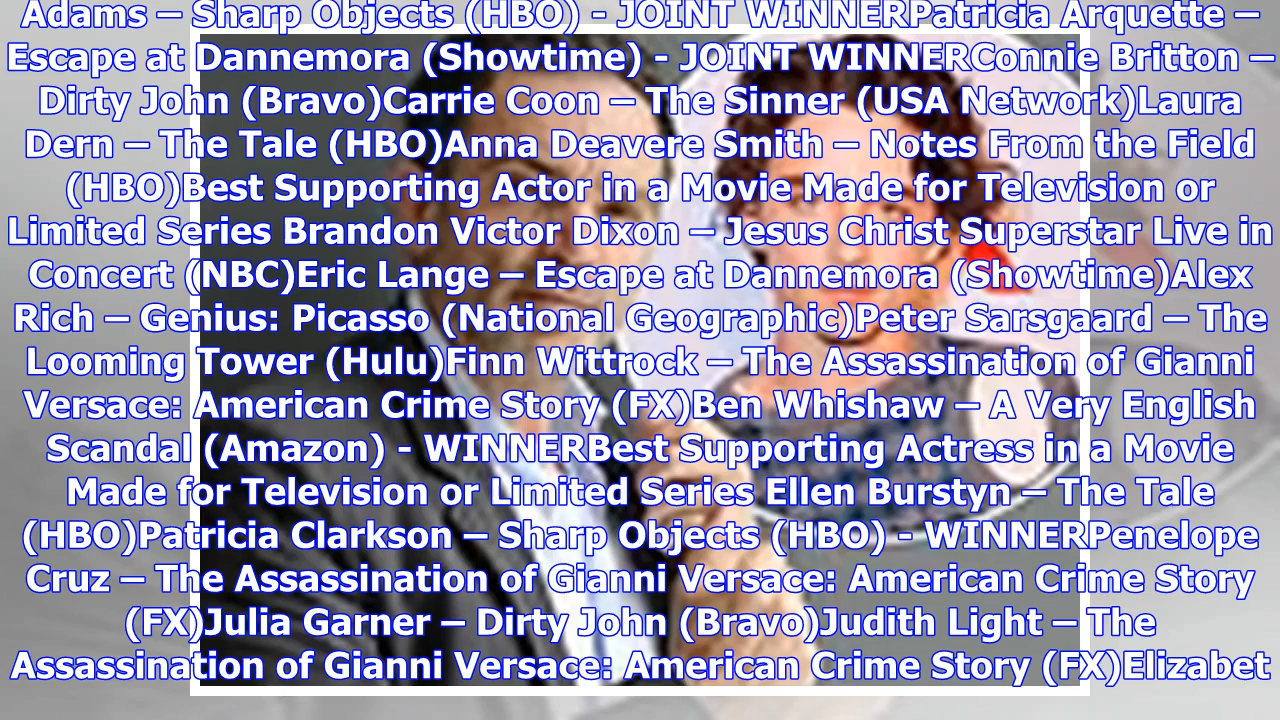 Adams – Sharp Objects (HBO) - JOINT WINNERPatricia Arquette –
Escape at Dannemora (Showtime) - JOINT WINNERConnie Britton –
Dirty John (Bravo)Carrie Coon – The Sinner (USA Network)Laura
Dern – The Tale (HBO)Anna Deavere Smith – Notes From the Field
(HBO)Best Supporting Actor in a Movie Made for Television or
Limited Series Brandon Victor Dixon – Jesus Christ Superstar Live in
Concert (NBC)Eric Lange – Escape at Dannemora (Showtime)Alex
Rich – Genius: Picasso (National Geographic)Peter Sarsgaard – The
Looming Tower (Hulu)Finn Wittrock – The Assassination of Gianni
Versace: American Crime Story (FX)Ben Whishaw – A Very English
Scandal (Amazon) - WINNERBest Supporting Actress in a Movie
Made for Television or Limited Series Ellen Burstyn – The Tale
(HBO)Patricia Clarkson – Sharp Objects (HBO) - WINNERPenelope
Cruz – The Assassination of Gianni Versace: American Crime Story
(FX)Julia Garner – Dirty John (Bravo)Judith Light – The
Assassination of Gianni Versace: American Crime Story (FX)Elizabet